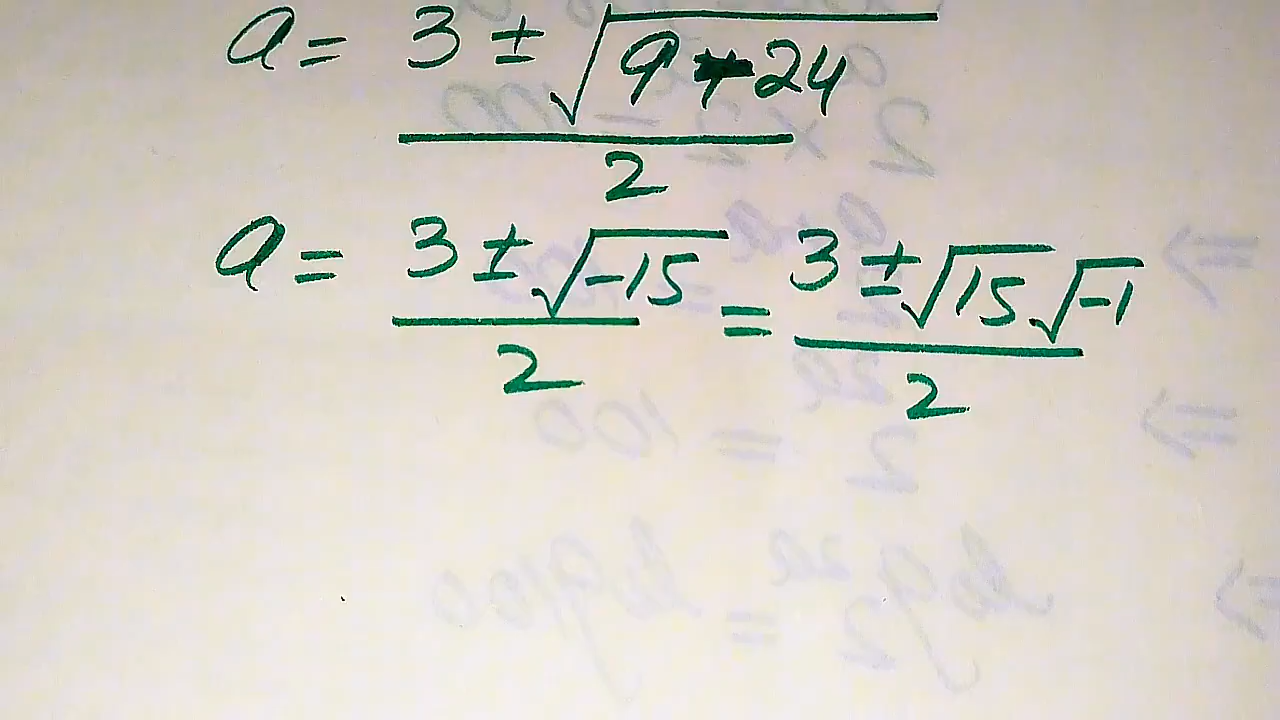 a = (3 ± √(9 - 24))/2
a = (3 ± √(-15))/2 = (3 ± √15 √-1)/2